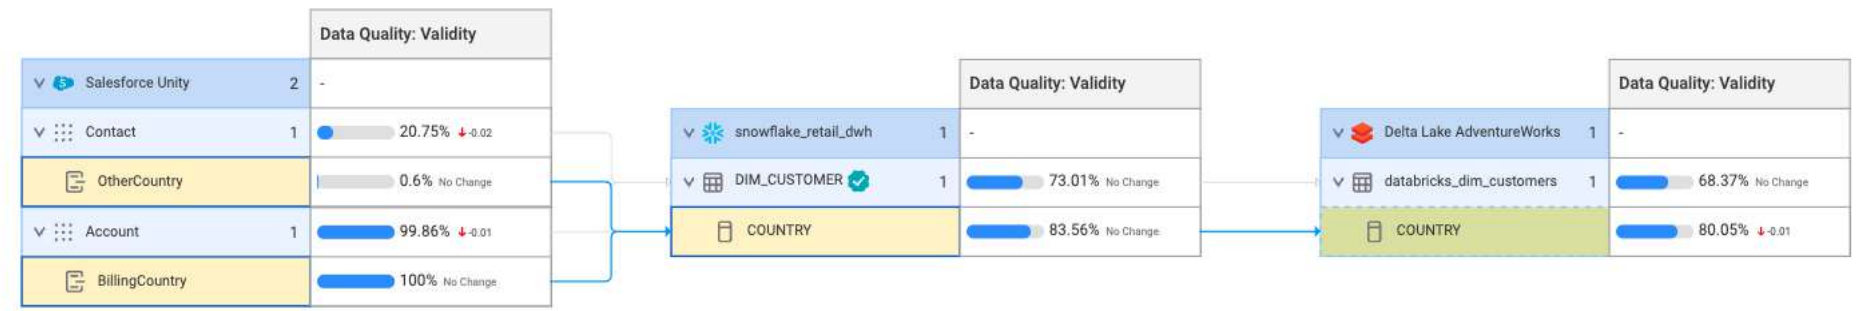 Data Quality: Validity
Salesforce Unity 2 -
Contact 1 20.75% ↓ -0.02
OtherCountry 0.6% No Change
Account 1 99.86% ↓ -0.01
BillingCountry 100% No Change
Data Quality: Validity
snowflake_retail_dwh 1 -
DIM_CUSTOMER 1 73.01% No Change
COUNTRY 83.56% No Change
Data Quality: Validity
Delta Lake AdventureWorks 1 -
databricks_dim_customers 1 68.37% No Change
COUNTRY 80.05% ↓ -0.01